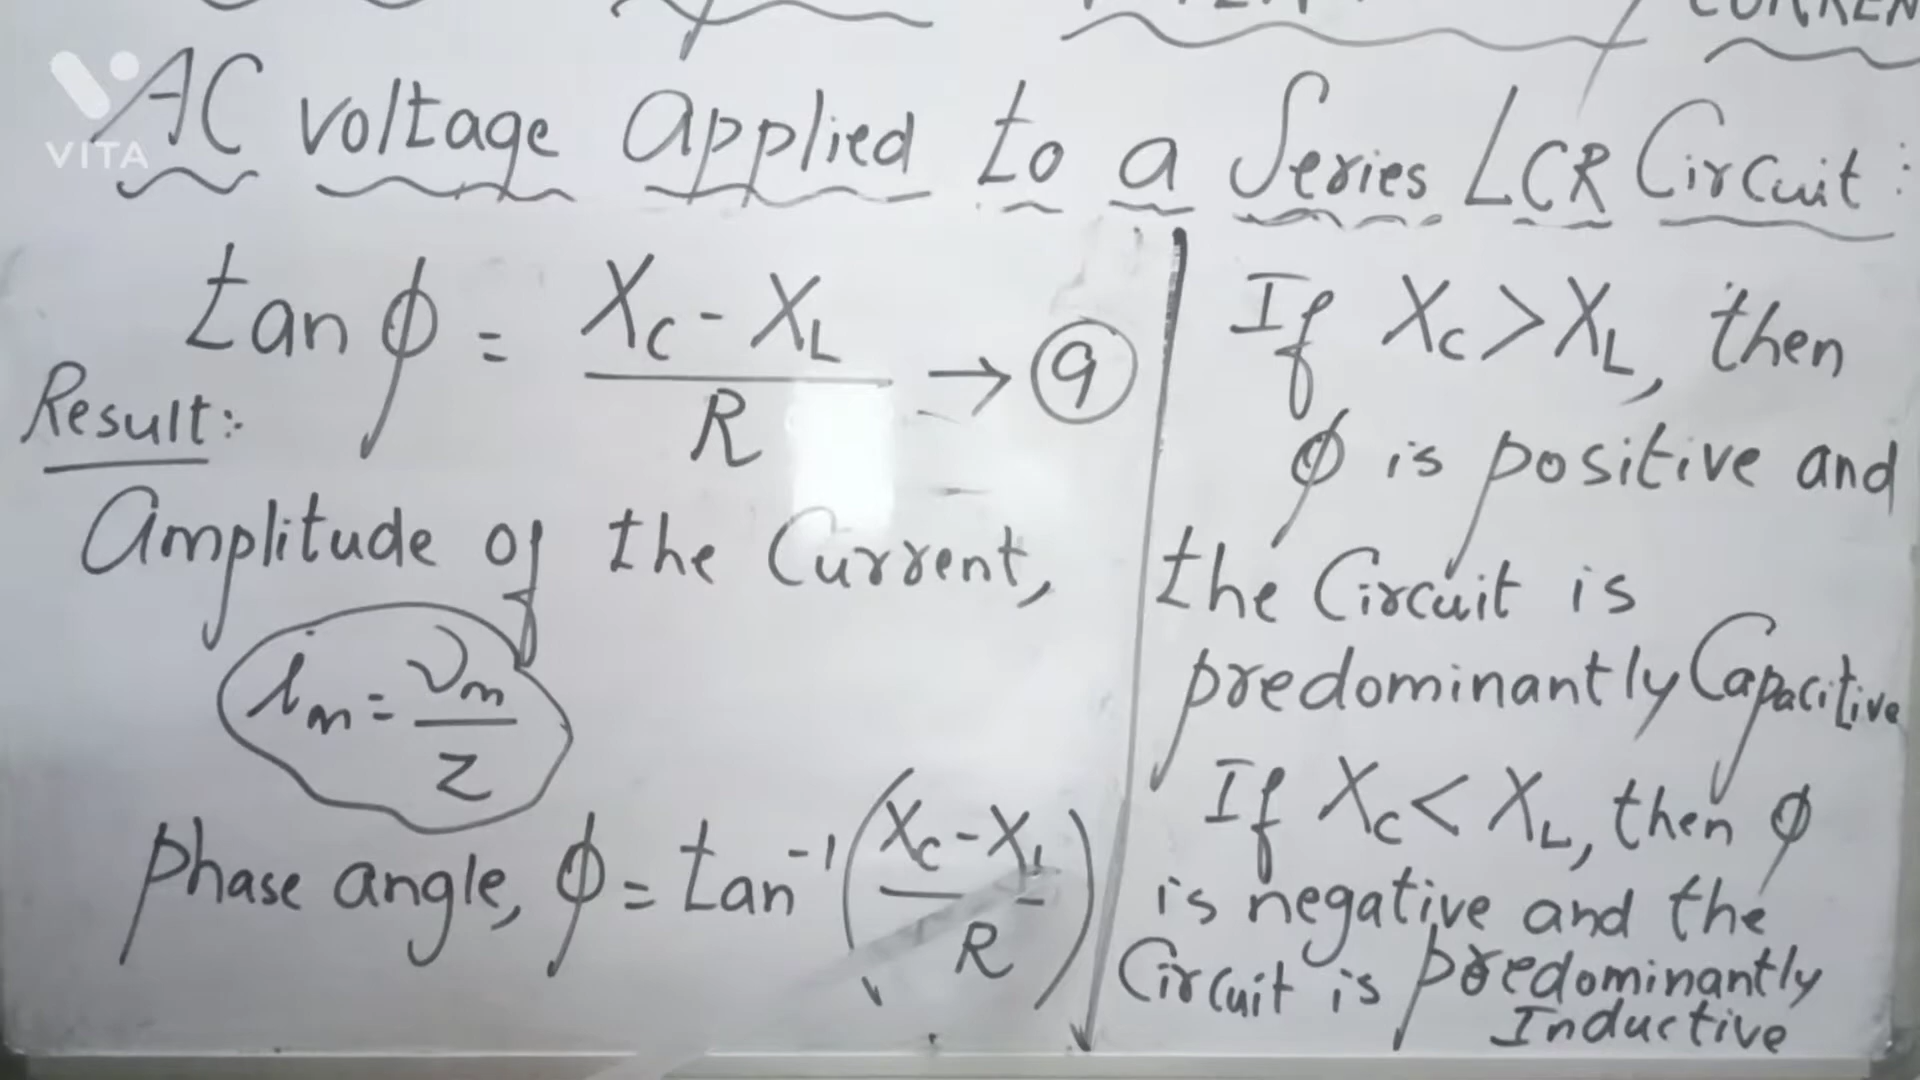 AC voltage applied to a Series LCR Circuit:
VITA
tan φ = (X_C - X_L)/R → 9
Result:-
Amplitude of the Current,
i_m = v_m/Z
Phase angle, φ = tan⁻¹((X_C - X_L)/R)
If X_C > X_L, then
φ is positive and
the Circuit is
predominantly Capacitive
If X_C < X_L, then φ
is negative and the
Circuit is predominantly
Inductive